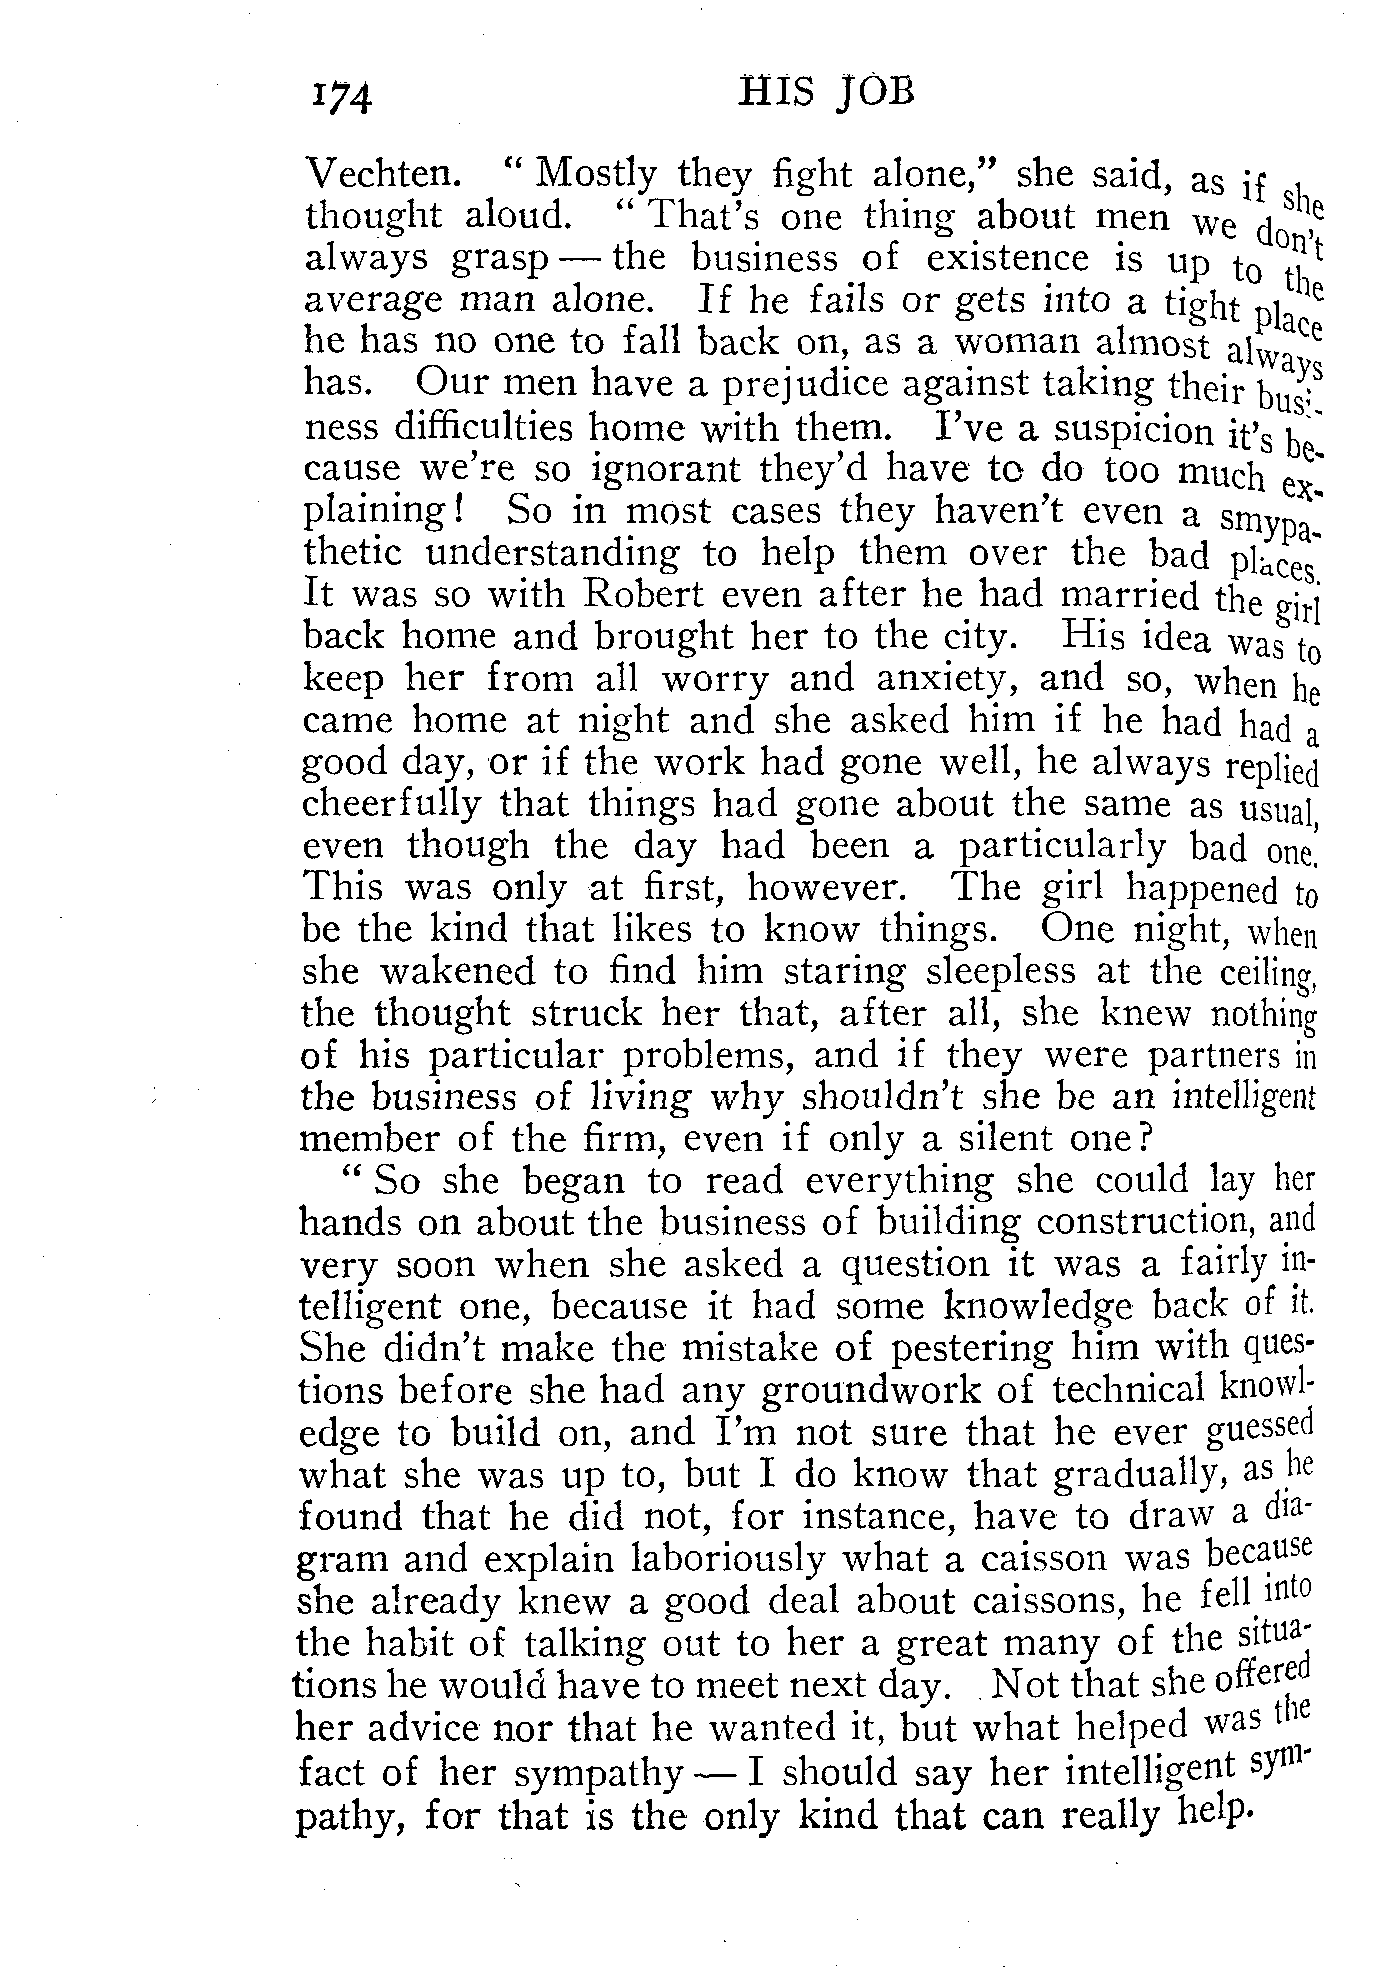 174 HIS JOB
Vechten. " Mostly they fight alone," she said, as if she
thought aloud. " That's one thing about men we don't
always grasp — the business of existence is up to the
average man alone. If he fails or gets into a tight place
he has no one to fall back on, as a woman almost always
has. Our men have a prejudice against taking their busi-
ness difficulties home with them. I've a suspicion it's be-
cause we're so ignorant they'd have to do too much ex-
plaining! So in most cases they haven't even a smypa-
thetic understanding to help them over the bad places.
It was so with Robert even after he had married the girl
back home and brought her to the city. His idea was to
keep her from all worry and anxiety, and so, when he
came home at night and she asked him if he had had a
good day, or if the work had gone well, he always replied
cheerfully that things had gone about the same as usual,
even though the day had been a particularly bad one.
This was only at first, however. The girl happened to
be the kind that likes to know things. One night, when
she wakened to find him staring sleepless at the ceiling,
the thought struck her that, after all, she knew nothing
of his particular problems, and if they were partners in
the business of living why shouldn't she be an intelligent
member of the firm, even if only a silent one?
" So she began to read everything she could lay her
hands on about the business of building construction, and
very soon when she asked a question it was a fairly in-
telligent one, because it had some knowledge back of it.
She didn't make the mistake of pestering him with ques-
tions before she had any groundwork of technical knowl-
edge to build on, and I'm not sure that he ever guessed
what she was up to, but I do know that gradually, as he
found that he did not, for instance, have to draw a dia-
gram and explain laboriously what a caisson was because
she already knew a good deal about caissons, he fell into
the habit of talking out to her a great many of the situa-
tions he would have to meet next day. Not that she offered
her advice nor that he wanted it, but what helped was the
fact of her sympathy — I should say her intelligent sym-
pathy, for that is the only kind that can really help.